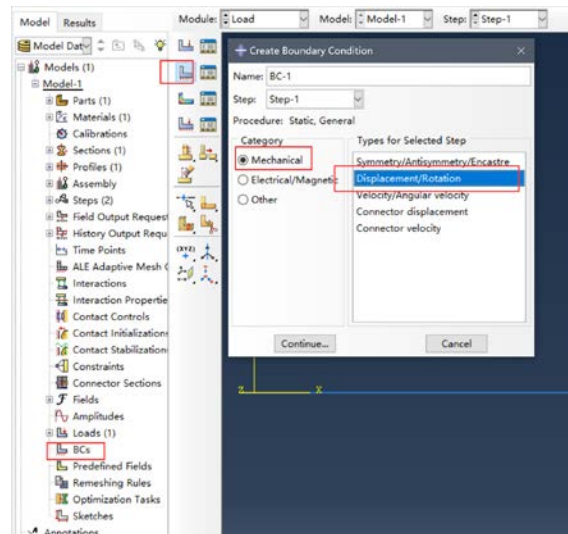 Model Results Module: Load Model: Model-1 Step: Step-1
Model Dat
Models (1)
Model-1
Parts (1)
Materials (1)
Calibrations
Sections (1)
Profiles (1)
Assembly
Steps (2)
Field Output Request
History Output Requ
Time Points
ALE Adaptive Mesh C
Interactions
Interaction Propertie
Contact Controls
Contact Initialization
Contact Stabilization
Constraints
Connector Sections
Fields
Amplitudes
Loads (1)
BCs
Predefined Fields
Remeshing Rules
Optimization Tasks
Sketches
Annotations
(XYZ)
Create Boundary Condition
Name: BC-1
Step: Step-1
Procedure: Static, General
Category
Mechanical
Electrical/Magnetic
Other
Types for Selected Step
Symmetry/Antisymmetry/Encastre
Displacement/Rotation
Velocity/Angular velocity
Connector displacement
Connector velocity
Continue... Cancel
Z X